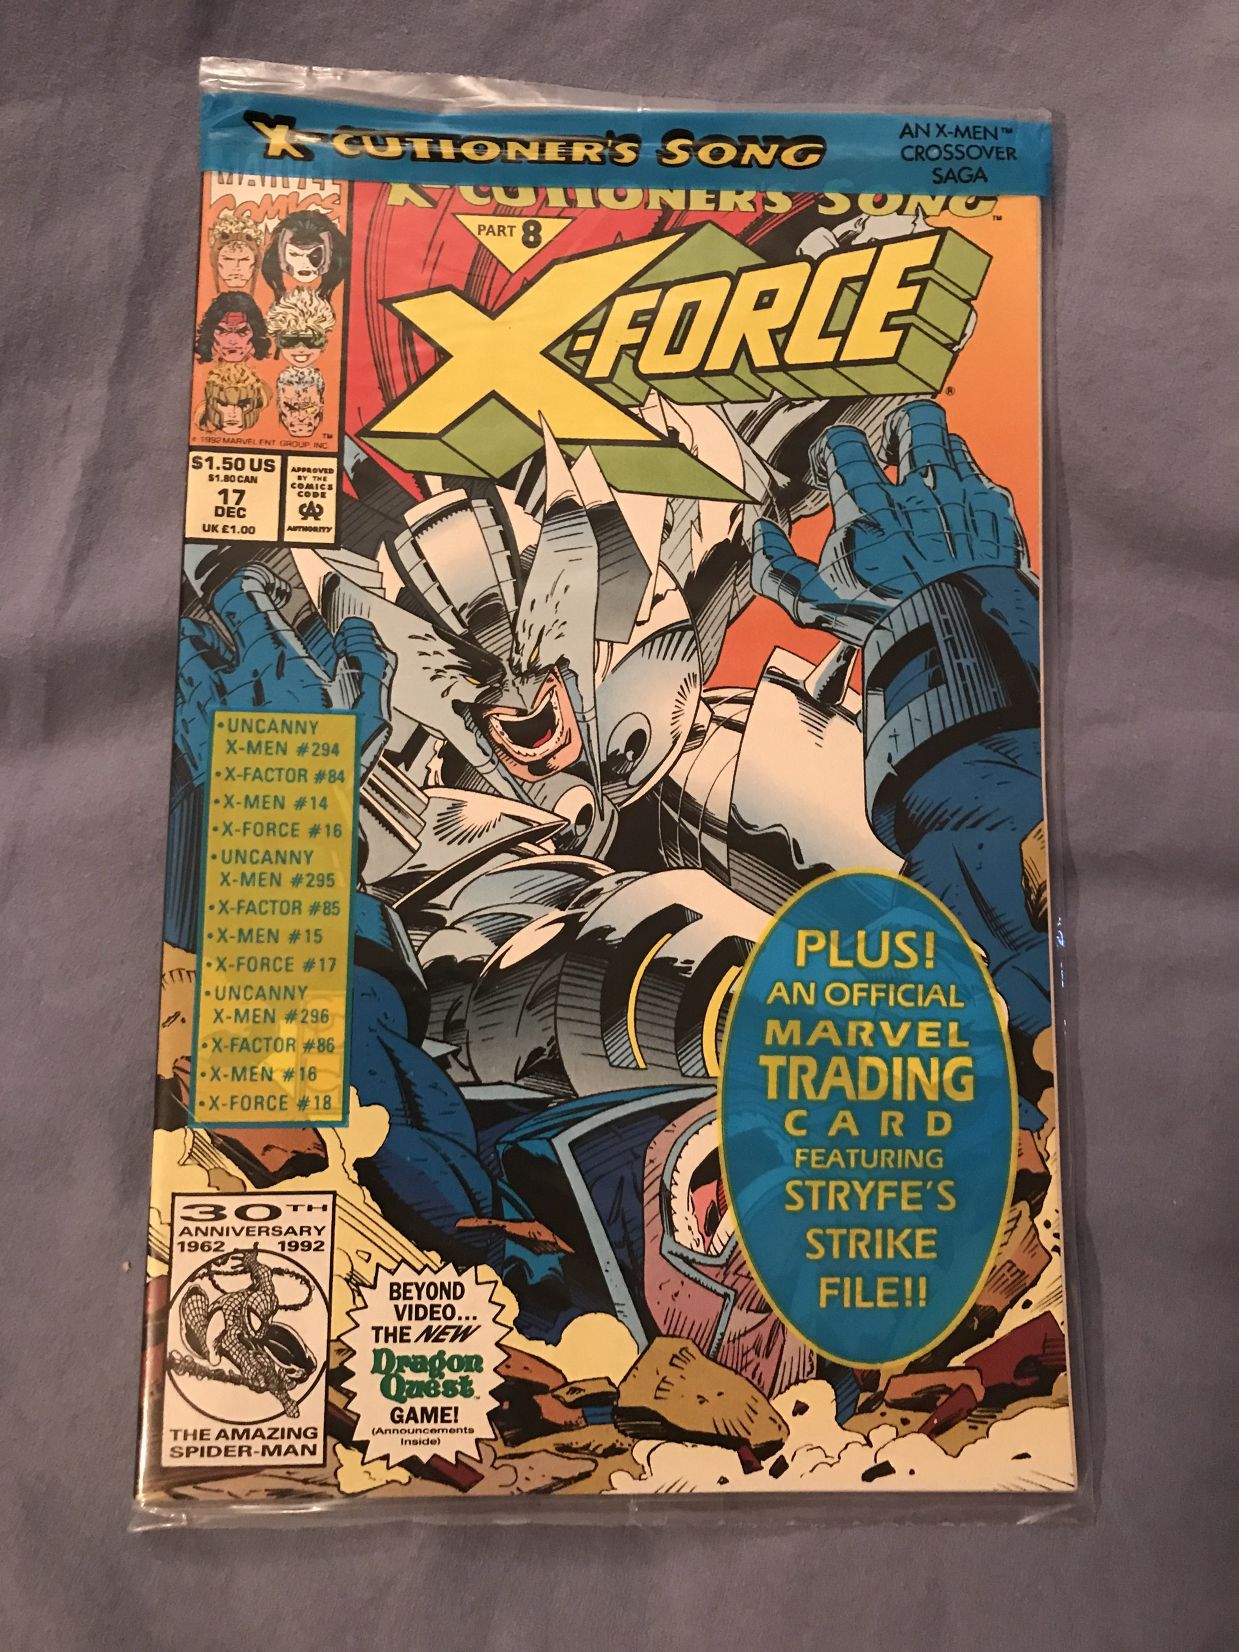 X-CUTIONER'S SONG
AN X-MEN™
CROSSOVER
SAGA
MARVEL
COMICS
X-CUTIONER'S SONG™
PART 8
X-FORCE®
© 1992 MARVEL ENT GROUP, INC. TM
$1.50 US
$1.80 CAN
17
DEC
UK £1.00
APPROVED
BY THE
COMICS
CODE
CA
AUTHORITY
• UNCANNY
X-MEN #294
• X-FACTOR #84
• X-MEN #14
• X-FORCE #16
• UNCANNY
X-MEN #295
• X-FACTOR #85
• X-MEN #15
• X-FORCE #17
• UNCANNY
X-MEN #296
• X-FACTOR #86
• X-MEN #16
• X-FORCE #18
PLUS!
AN OFFICIAL
MARVEL
TRADING
CARD
FEATURING
STRYFE'S
STRIKE
FILE!!
30TH
ANNIVERSARY
1962 1992
THE AMAZING
SPIDER-MAN
BEYOND
VIDEO...
THE NEW
Dragon
Quest™
GAME!
(Announcements
Inside)